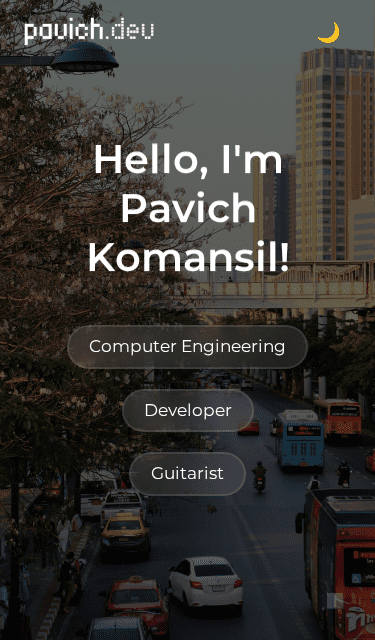 pavich.dev
Hello, I'm
Pavich
Komansil!
Computer Engineering
Developer
Guitarist